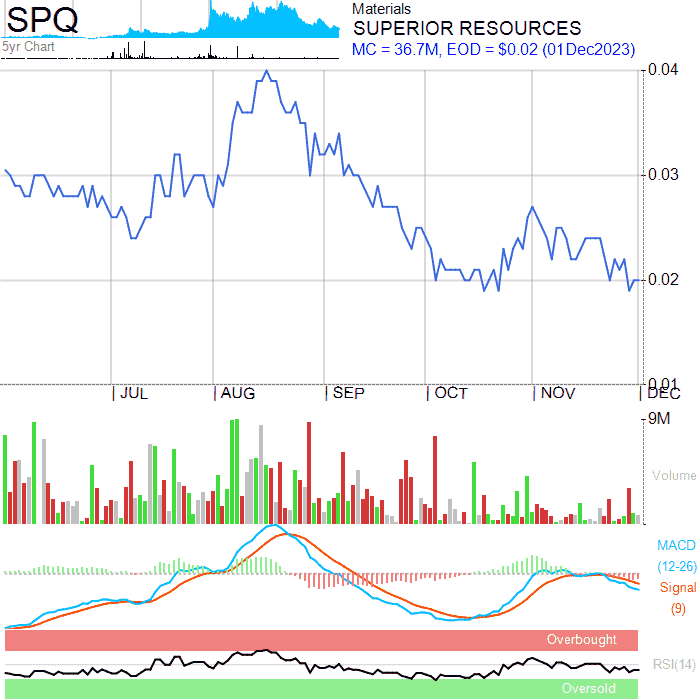 SPQ
5yr Chart
Materials
SUPERIOR RESOURCES
MC = 36.7M, EOD = $0.02 (01Dec2023)
0.04
0.03
0.02
0.01
JUL
AUG
SEP
OCT
NOV
DEC
9M
Volume
MACD
(12-26)
Signal
(9)
Overbought
RSI(14)
Oversold